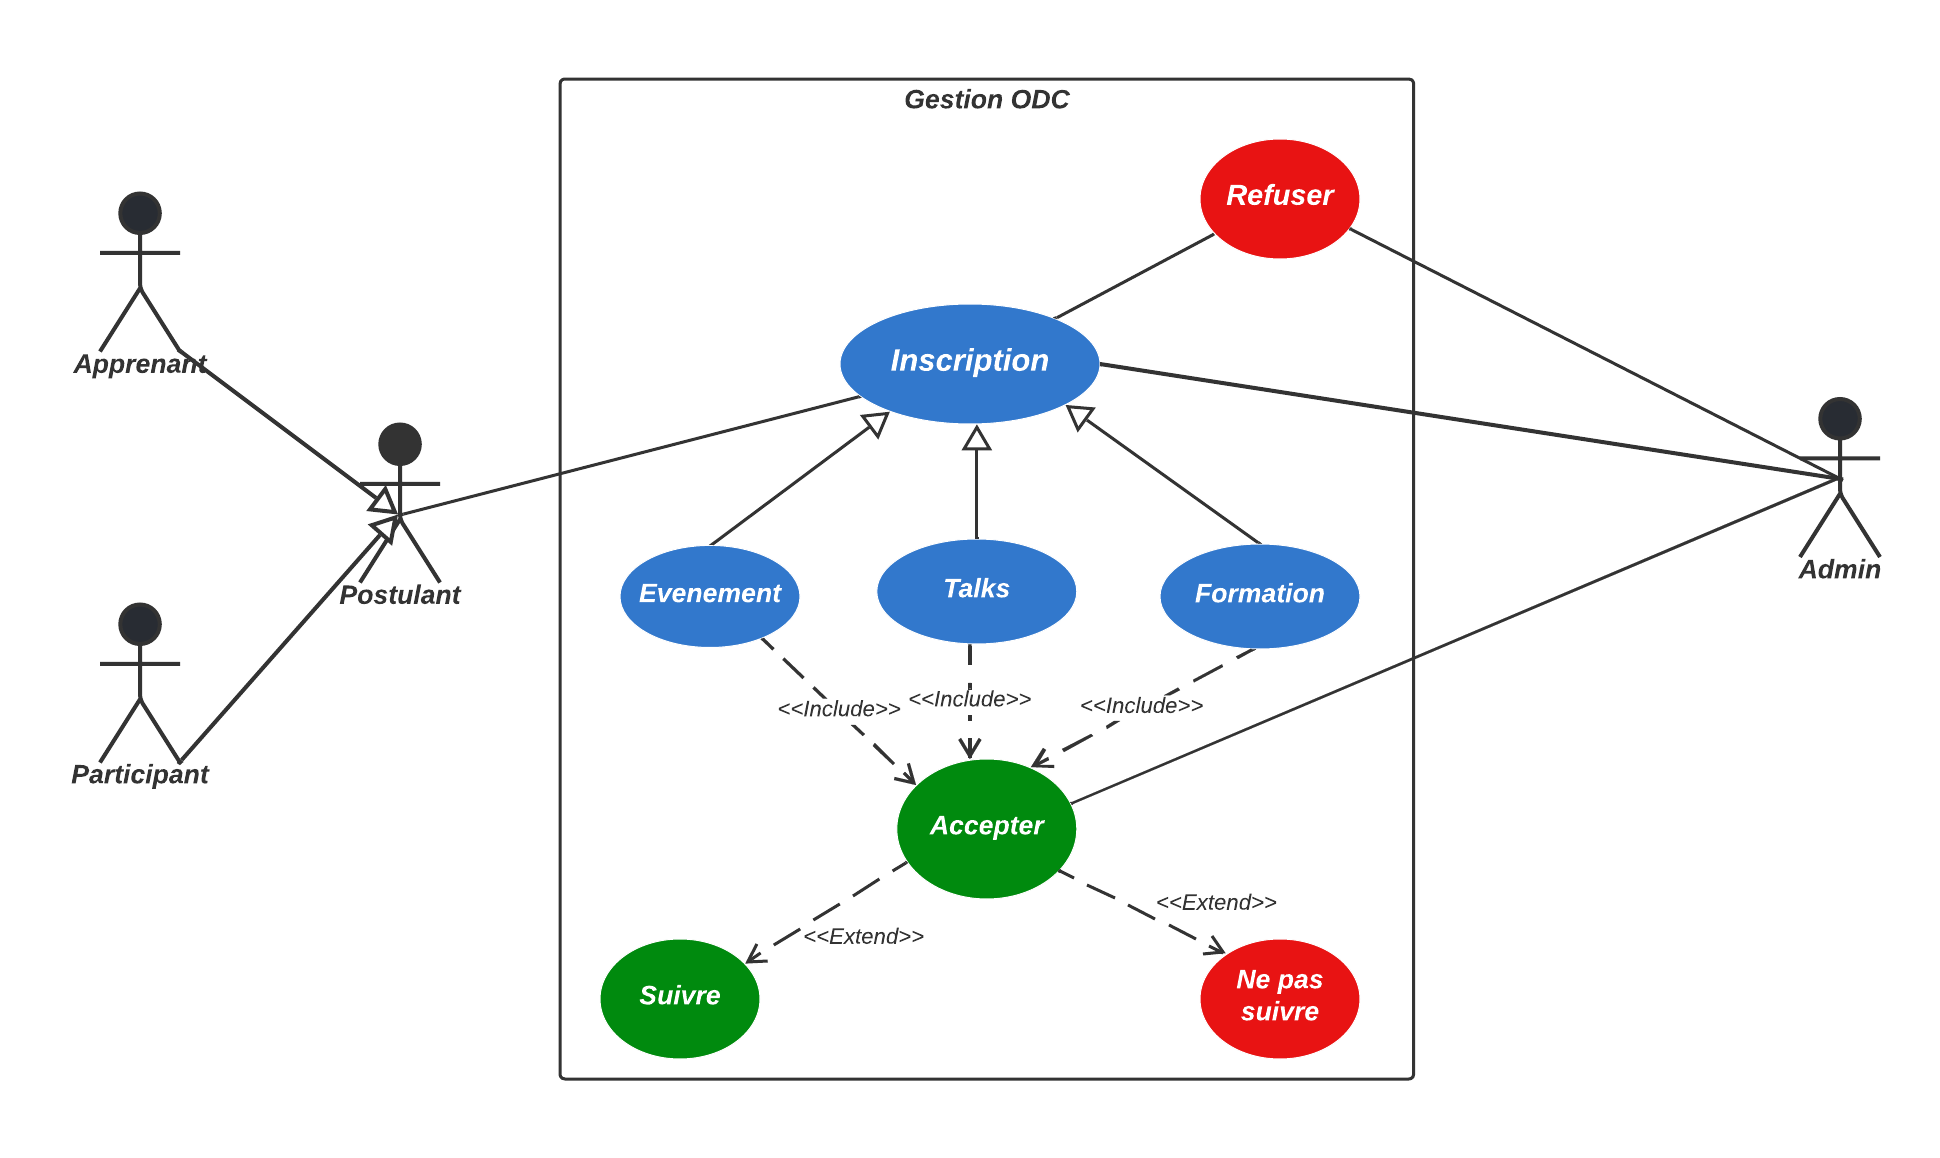 Gestion ODC
Refuser
Apprenant
Inscription
Postulant
Admin
Evenement
Talks
Formation
<<Include>>
<<Include>>
<<Include>>
Participant
Accepter
<<Extend>>
<<Extend>>
Suivre
Ne pas
suivre